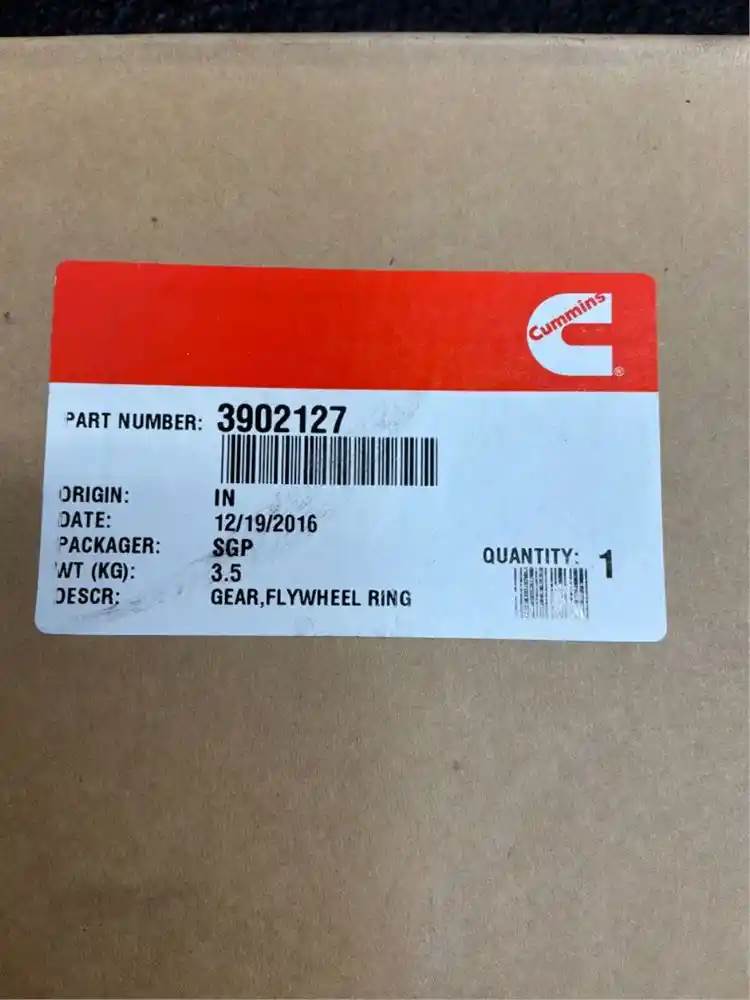 Cummins
®
PART NUMBER: 3902127
ORIGIN: IN
DATE: 12/19/2016
PACKAGER: SGP
WT (KG): 3.5
DESCR: GEAR,FLYWHEEL RING
QUANTITY: 1